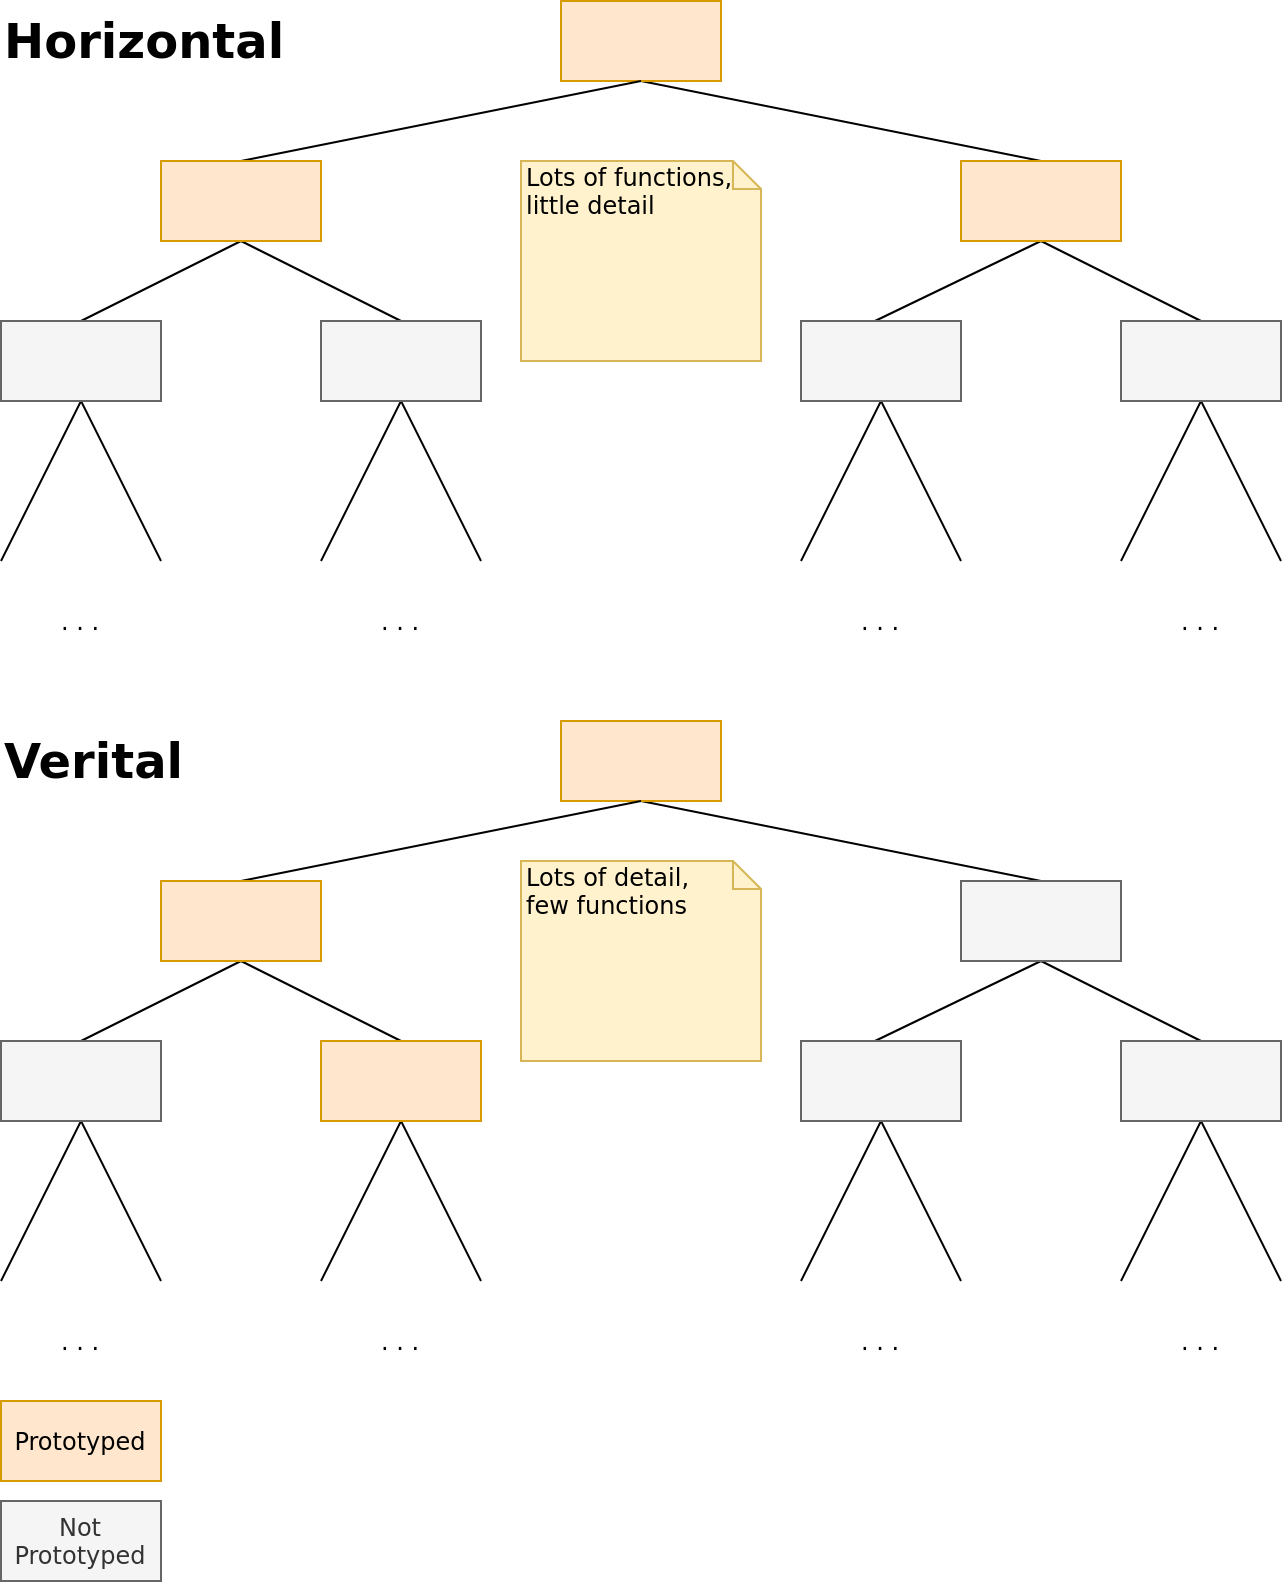 Horizontal
Lots of functions,
little detail
. . .
. . .
. . .
. . .
Verital
Lots of detail,
few functions
. . .
. . .
. . .
. . .
Prototyped
Not
Prototyped